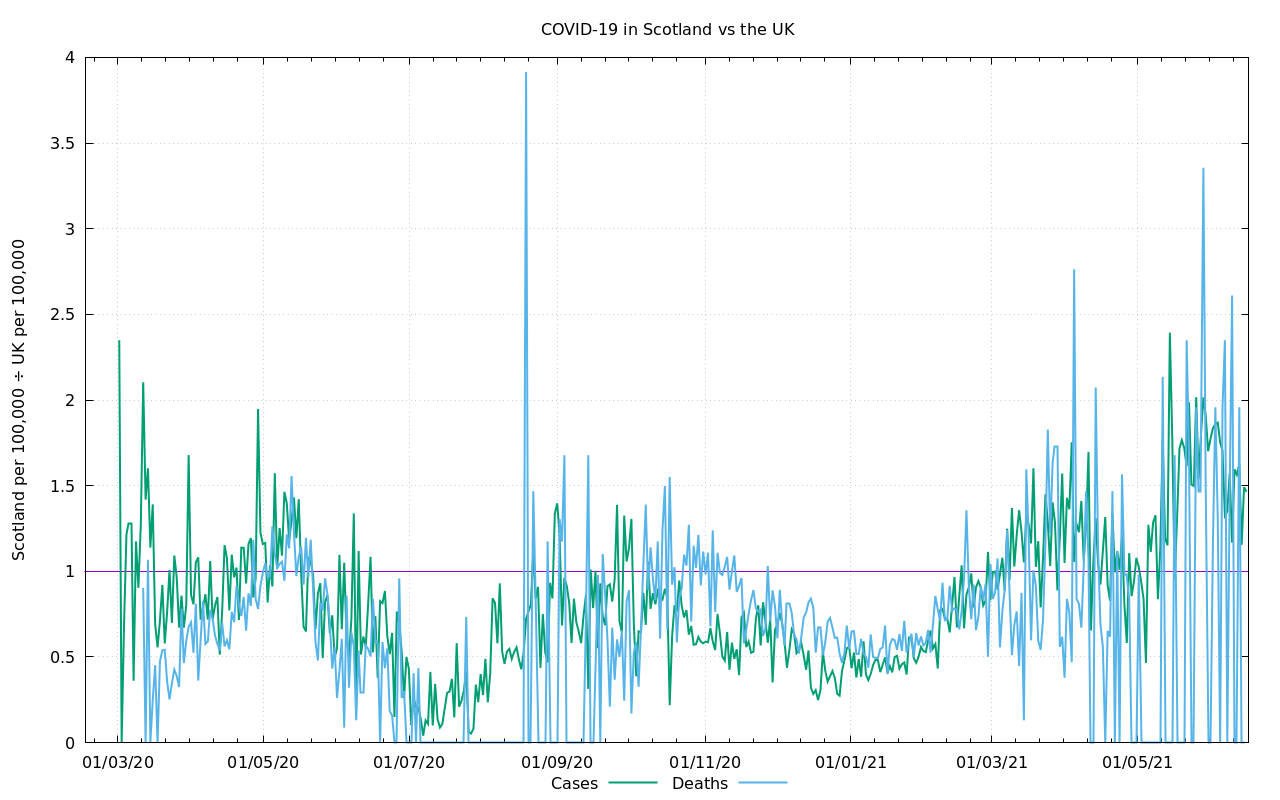 COVID-19 in Scotland vs the UK
Scotland per 100,000 ÷ UK per 100,000
4
3.5
3
2.5
2
1.5
1
0.5
0
01/03/20 01/05/20 01/07/20 01/09/20 01/11/20 01/01/21 01/03/21 01/05/21
Cases Deaths